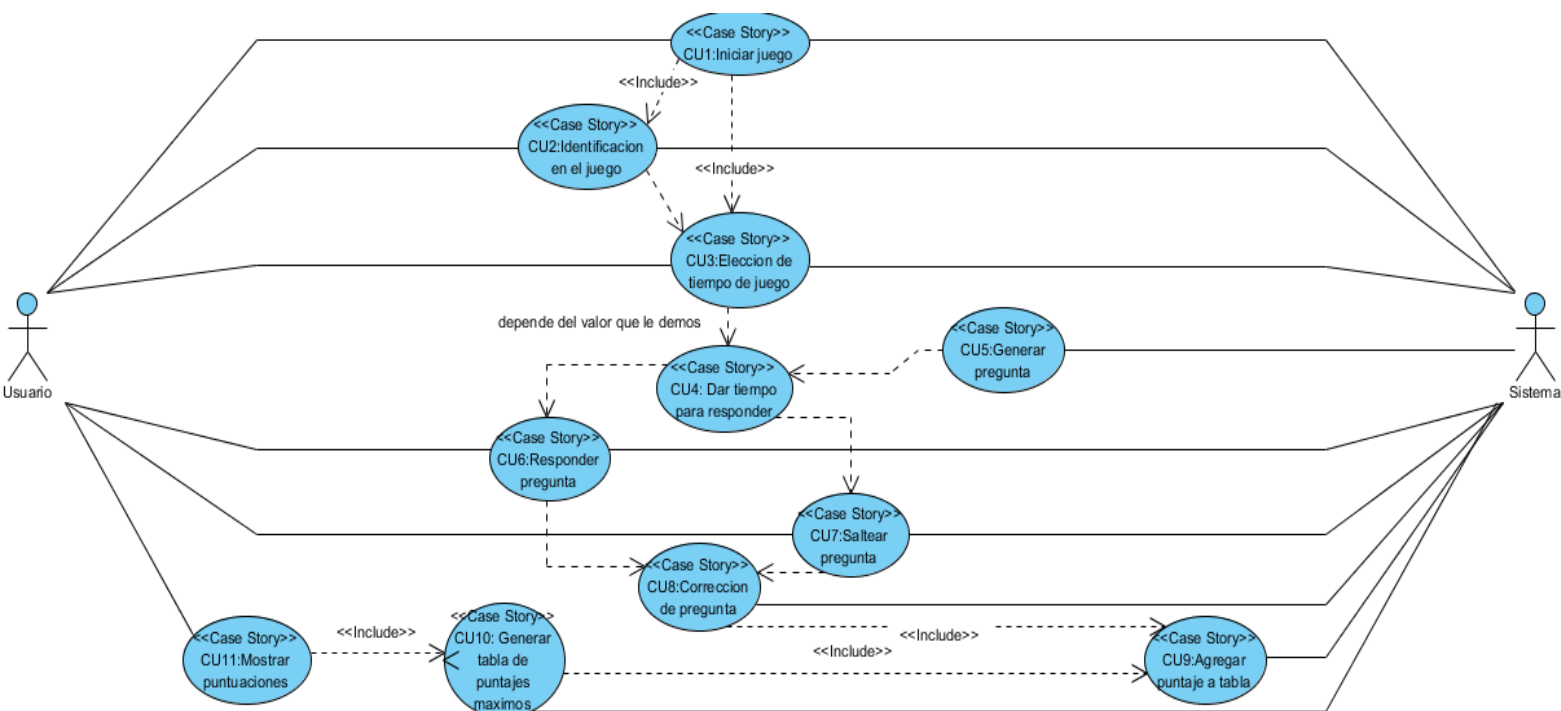 <<Case Story>>
CU1:Iniciar juego
<<Include>>
<<Case Story>>
CU2:Identificacion
en el juego
<<Include>>
<<Case Story>>
CU3:Eleccion de
tiempo de juego
depende del valor que le demos
<<Case Story>>
CU5:Generar
pregunta
<<Case Story>>
CU4: Dar tiempo
para responder
Usuario
Sistema
<<Case Story>>
CU6:Responder
pregunta
<<Case Story>>
CU7:Saltear
pregunta
<<Case Story>>
CU8:Correccion
de pregunta
<<Case Story>>
CU11:Mostrar
puntuaciones
<<Include>>
<<Case Story>>
CU10: Generar
tabla de
puntajes
maximos
<<Include>>
<<Include>>
<<Case Story>>
CU9:Agregar
puntaje a tabla